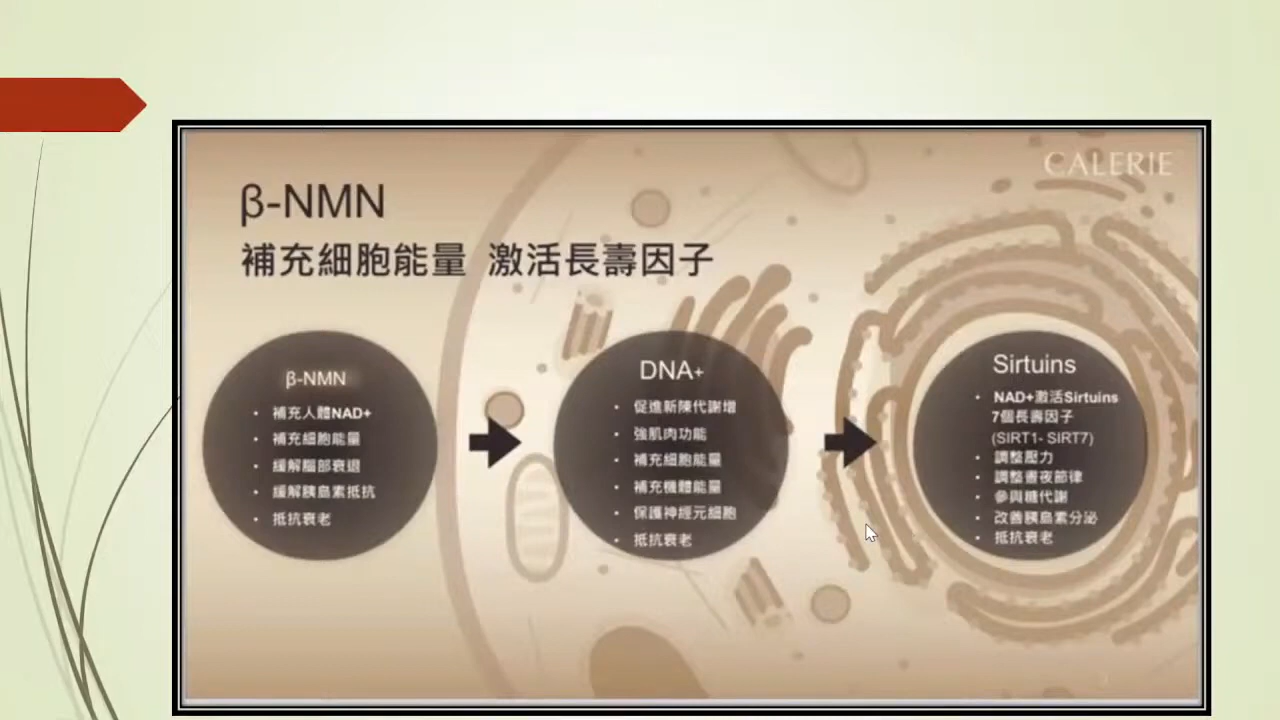 CALERIE
β-NMN
補充細胞能量 激活長壽因子
β-NMN
• 補充人體NAD+
• 補充細胞能量
• 緩解腦部衰退
• 緩解胰島素抵抗
• 抵抗衰老
DNA+
• 促進新陳代謝增
• 強肌肉功能
• 補充細胞能量
• 補充機體能量
• 保護神經元細胞
• 抵抗衰老
Sirtuins
• NAD+激活Sirtuins
7個長壽因子
(SIRT1- SIRT7)
• 調整壓力
• 調整晝夜節律
• 參與糖代謝
• 改善胰島素分泌
• 抵抗衰老